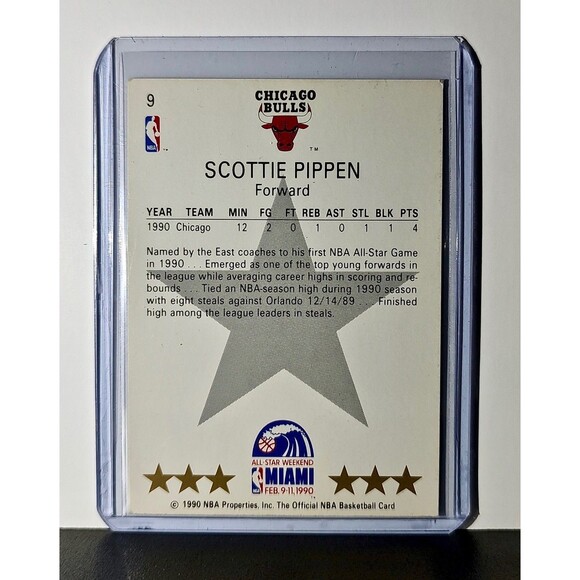 9
CHICAGO
BULLS
TM
NBA
SCOTTIE PIPPEN
Forward
YEAR TEAM MIN FG FT REB AST STL BLK PTS
1990 Chicago 12 2 0 1 0 1 1 4
Named by the East coaches to his first NBA All-Star Game
in 1990 . . . Emerged as one of the top young forwards in
the league while averaging career highs in scoring and re-
bounds . . . Tied an NBA-season high during 1990 season
with eight steals against Orlando 12/14/89 . . . Finished
high among the league leaders in steals.
ALL-STAR WEEKEND
NBA MIAMI
FEB. 9-11, 1990
© 1990 NBA Properties, Inc. The Official NBA Basketball Card